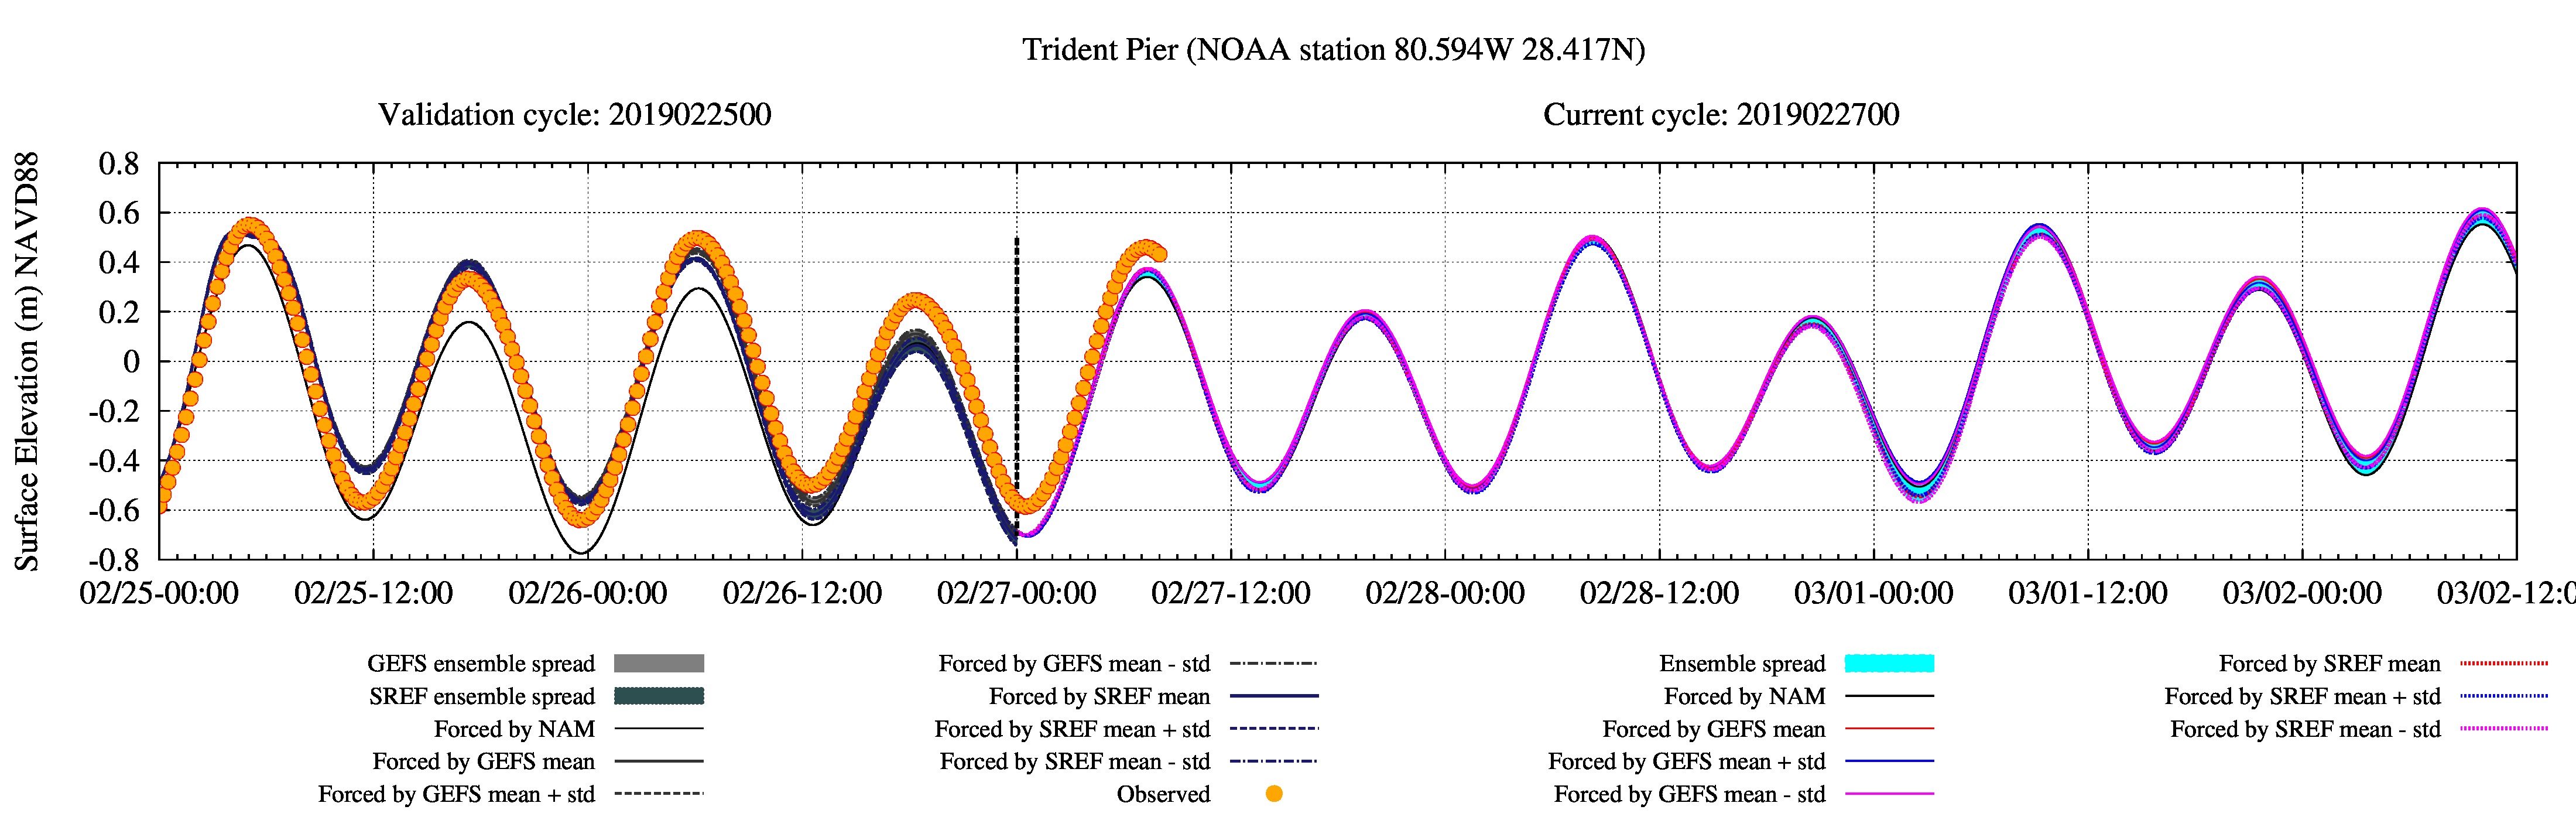 Trident Pier (NOAA station 80.594W 28.417N)
Validation cycle: 2019022500
Current cycle: 2019022700
Surface Elevation (m) NAVD88
0.8
0.6
0.4
0.2
0
-0.2
-0.4
-0.6
-0.8
02/25-00:00 02/25-12:00 02/26-00:00 02/26-12:00 02/27-00:00 02/27-12:00 02/28-00:00 02/28-12:00 03/01-00:00 03/01-12:00 03/02-00:00 03/02-12:0
GEFS ensemble spread
SREF ensemble spread
Forced by NAM
Forced by GEFS mean
Forced by GEFS mean + std
Forced by GEFS mean - std
Forced by SREF mean
Forced by SREF mean + std
Forced by SREF mean - std
Observed
Ensemble spread
Forced by NAM
Forced by GEFS mean
Forced by GEFS mean + std
Forced by GEFS mean - std
Forced by SREF mean
Forced by SREF mean + std
Forced by SREF mean - std